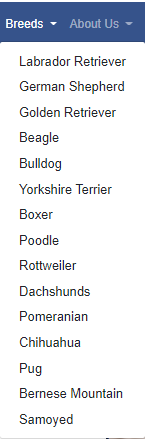 Breeds About Us
Labrador Retriever
German Shepherd
Golden Retriever
Beagle
Bulldog
Yorkshire Terrier
Boxer
Poodle
Rottweiler
Dachshunds
Pomeranian
Chihuahua
Pug
Bernese Mountain
Samoyed